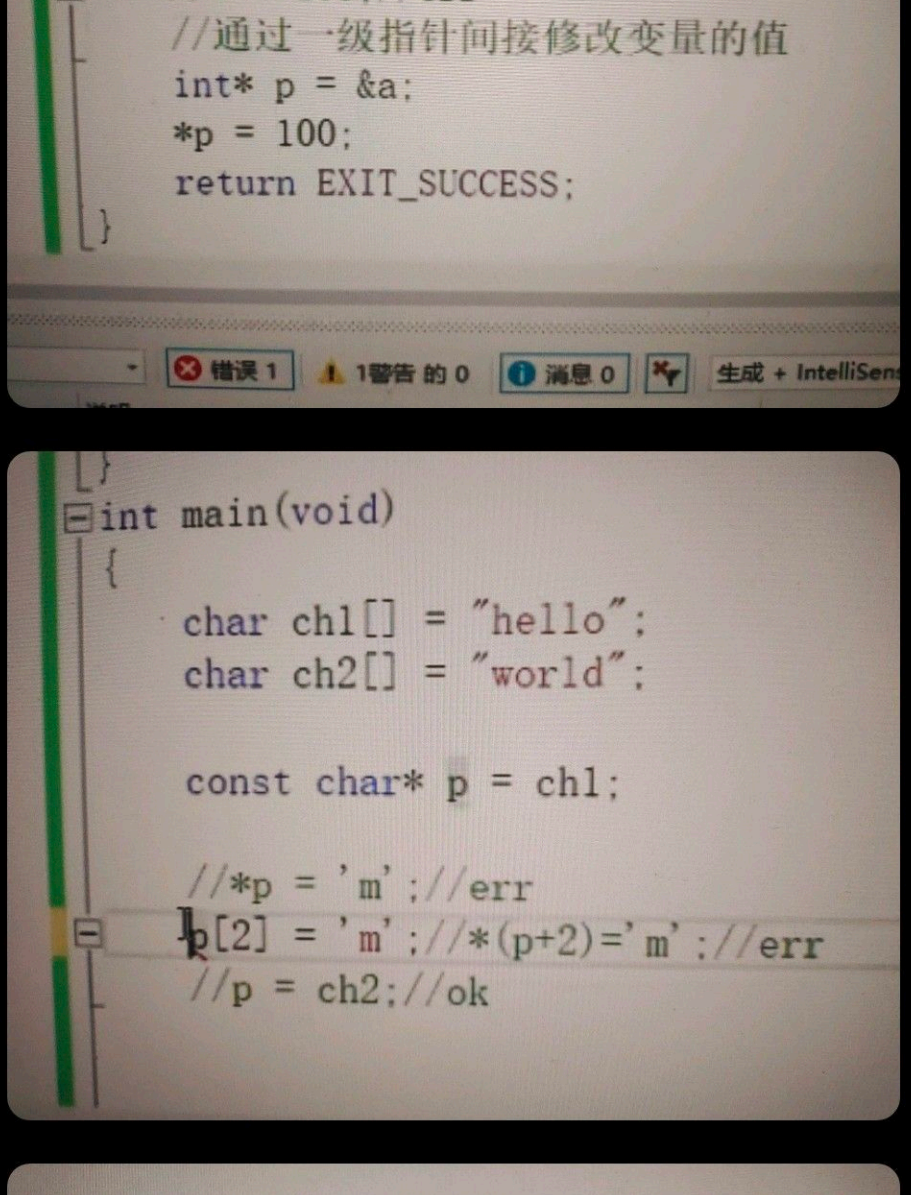 //通过一级指针间接修改变量的值
int* p = &a;
*p = 100;
return EXIT_SUCCESS;
}
错误 1 1警告 的 0 消息 0 生成 + IntelliSens
}
int main(void)
{
char ch1[] = "hello";
char ch2[] = "world";
const char* p = ch1;
//*p = 'm';//err
p[2] = 'm';//*(p+2)='m';//err
//p = ch2;//ok